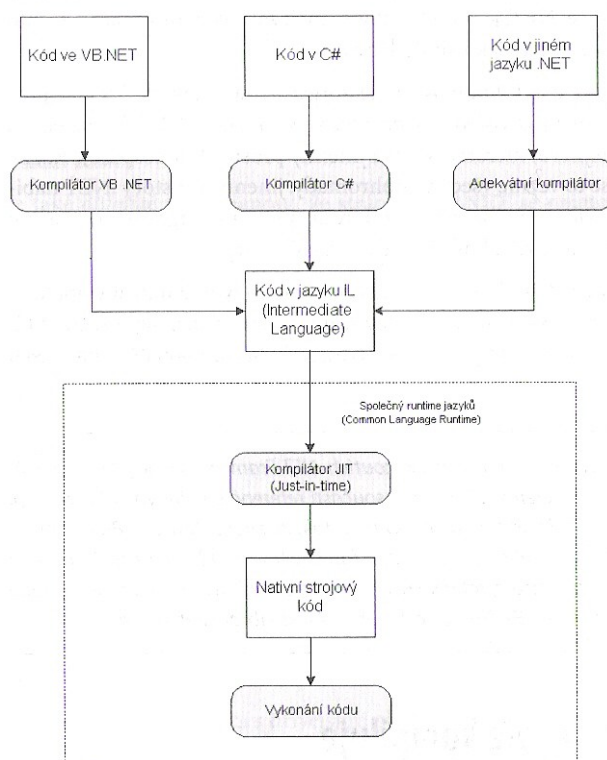 Kód ve VB.NET
Kód v C#
Kód v jiném
jazyku .NET
Kompilátor VB .NET
Kompilátor C#
Adekvátní kompilátor
Kód v jazyku IL
(Intermediate
Language)
Společný runtime jazyků
(Common Language Runtime)
Kompilátor JIT
(Just-in-time)
Nativní strojový
kód
Vykonání kódu